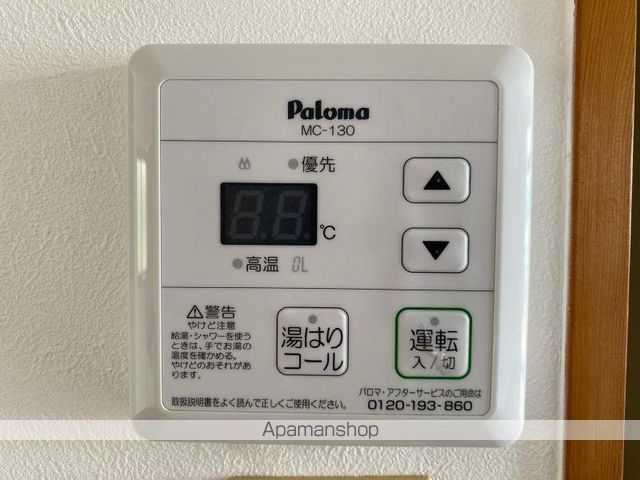 Paloma
MC-130
優先
℃
高温
⚠警告
やけど注意
給湯・シャワーを使う
ときは、手でお湯の
温度を確かめる。
やけどのおそれがあ
ります。
湯はり
コール
運転
入/切
パロマ・アフターサービスのご用命は
0120-193-860
取扱説明書をよく読んで正しくご使用ください。
Apamanshop